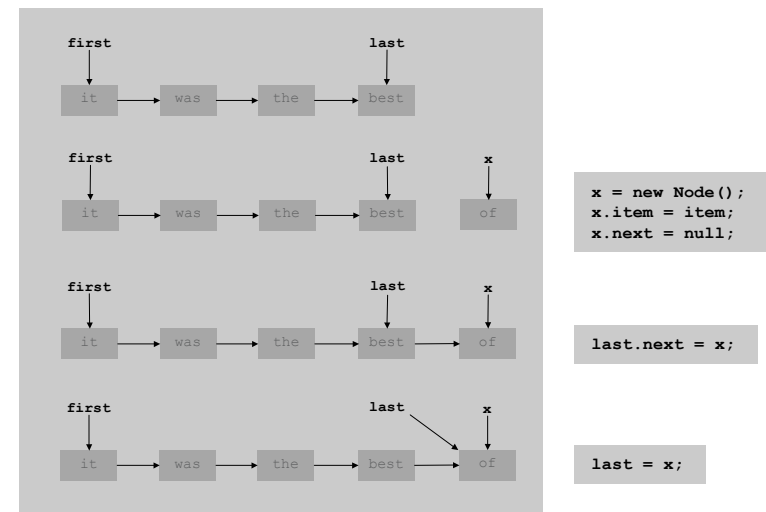 first last
it was the best
first last x
it was the best of
x = new Node();
x.item = item;
x.next = null;
first last x
it was the best of
last.next = x;
first last x
it was the best of
last = x;